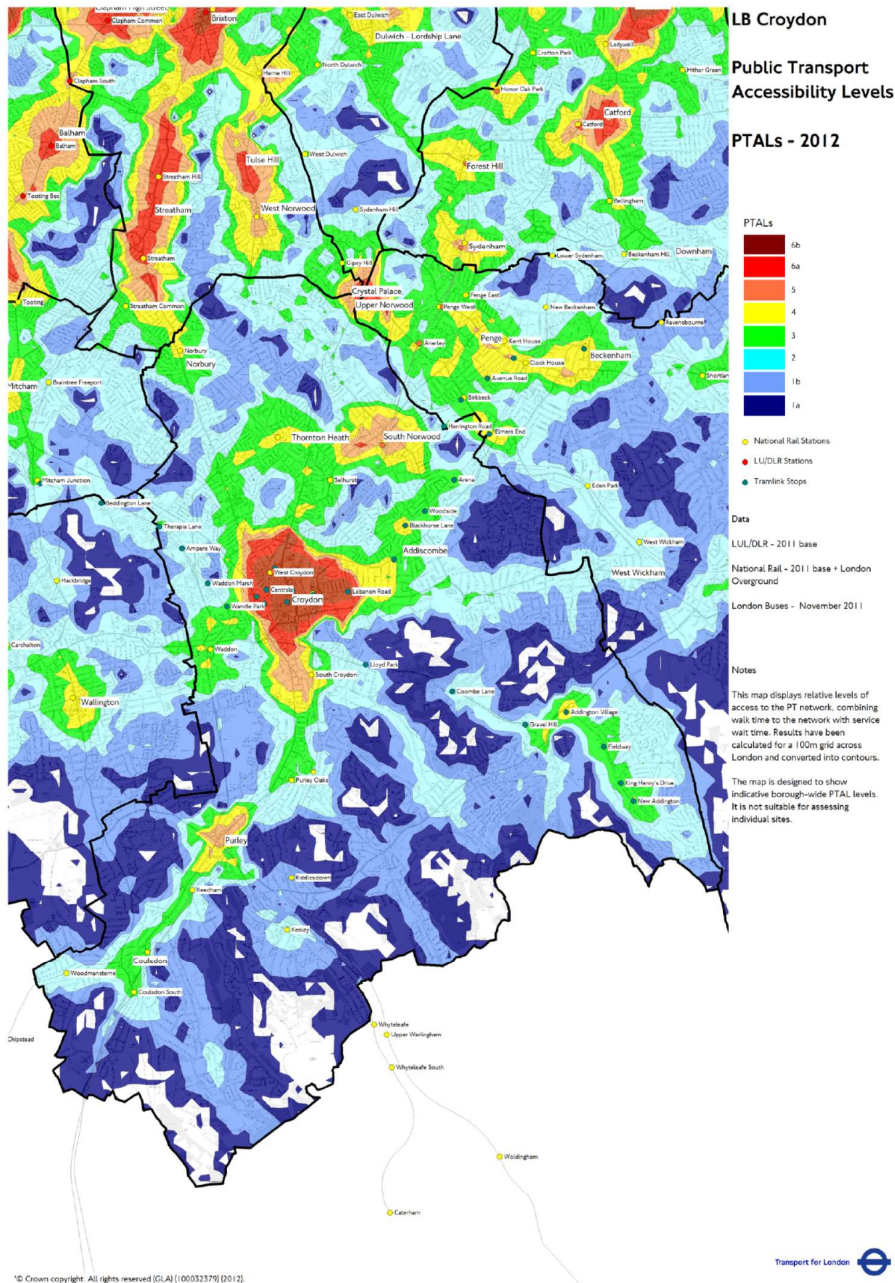 LB Croydon
Public Transport
Accessibility Levels
PTALs - 2012
PTALs
6b
6a
5
4
3
2
1b
1a
National Rail Stations
LU/DLR Stations
Tramlink Stops
Data
LUL/DLR - 2011 base
National Rail - 2011 base + London
Overground
London Buses - November 2011
Notes
This map displays relative levels of
access to the PT network, combining
walk time to the network with service
wait time. Results have been
calculated for a 100m grid across
London and converted into contours.
The map is designed to show
indicative borough-wide PTAL levels.
It is not suitable for assessing
individual sites.
Clapham High Street
Clapham Common
Brixton
East Dulwich
Dulwich - Lordship Lane
Ladywell
Crofton Park
Hither Green
North Dulwich
Herne Hill
Clapham South
Honor Oak Park
Catford
Catford
Balham
Balham
Tulse Hill
West Dulwich
Forest Hill
Streatham Hill
Tooting Bec
Streatham
West Norwood
Sydenham Hill
Bellingham
Sydenham
Downham
Beckenham Hill
Lower Sydenham
Streatham
Gipsy Hill
Crystal Palace
Upper Norwood
Tooting
Streatham Common
Penge East
Penge West
New Beckenham
Ravensbourne
Penge
Kent House
Anerley
Beckenham
Clock House
Norbury
Norbury
Avenue Road
Shortlan
Mitcham
Braintree Freeport
Birkbeck
Harrington Road
Elmers End
Thornton Heath
South Norwood
Mitcham Junction
Selhurst
Arena
Eden Park
Beddington Lane
Woodside
Therapia Lane
Blackhorse Lane
Ampere Way
Addiscombe
West Wickham
West Wickham
Hackbridge
West Croydon
Waddon Marsh
Centrale
Croydon
Lebanon Road
Wandle Park
Carshalton
Waddon
Lloyd Park
South Croydon
Coombe Lane
Wallington
Addington Village
Gravel Hill
Fieldway
Purley Oaks
King Henry's Drive
New Addington
Purley
Riddlesdown
Reedham
Kenley
Coulsdon
Woodmansterne
Coulsdon South
Whyteleafe
Upper Warlingham
Chipstead
Whyteleafe South
Woldingham
Caterham
Transport for London
'© Crown copyright. All rights reserved (GLA) (100032379) (2012).